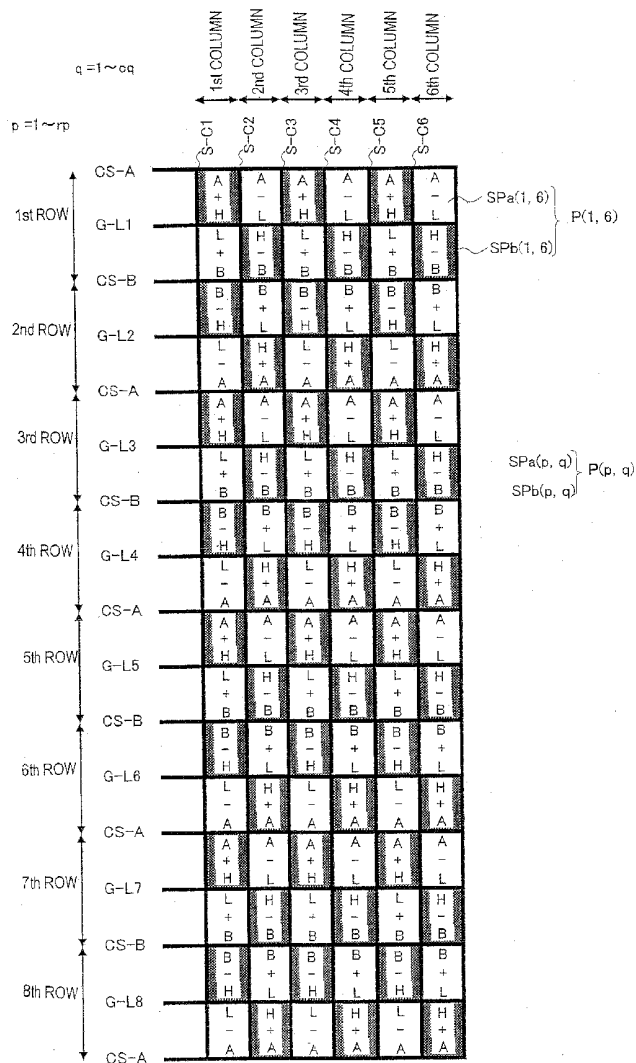 q =1~cq
1st COLUMN
2nd COLUMN
3rd COLUMN
4th COLUMN
5th COLUMN
6th COLUMN
p =1~rp
S-C1 S-C2 S-C3 S-C4 S-C5 S-C6
CS-A
A A A A A A
+ − + − + −
H L H L H L
SPa(1, 6)
P(1, 6)
1st ROW
G-L1
L H L H L H
+ − + − + −
B B B B B B
SPb(1, 6)
CS-B
B B B B B B
− + − + − +
H L H L H L
2nd ROW
G-L2
L H L H L H
− + − + − +
A A A A A A
CS-A
A A A A A A
+ − + − + −
H L H L H L
3rd ROW
G-L3
L H L H L H
+ − + − + −
B B B B B B
SPa(p, q)
P(p, q)
SPb(p, q)
CS-B
B B B B B B
− + − + − +
H L H L H L
4th ROW
G-L4
L H L H L H
− + − + − +
A A A A A A
CS-A
A A A A A A
+ − + − + −
H L H L H L
5th ROW
G-L5
L H L H L H
+ − + − + −
B B B B B B
CS-B
B B B B B B
− + − + − +
H L H L H L
6th ROW
G-L6
L H L H L H
− + − + − +
A A A A A A
CS-A
A A A A A A
+ − + − + −
H L H L H L
7th ROW
G-L7
L H L H L H
+ − + − + −
B B B B B B
CS-B
B B B B B B
− + − + − +
H L H L H L
8th ROW
G-L8
L H L H L H
− + − + − +
A A A A A A
CS-A